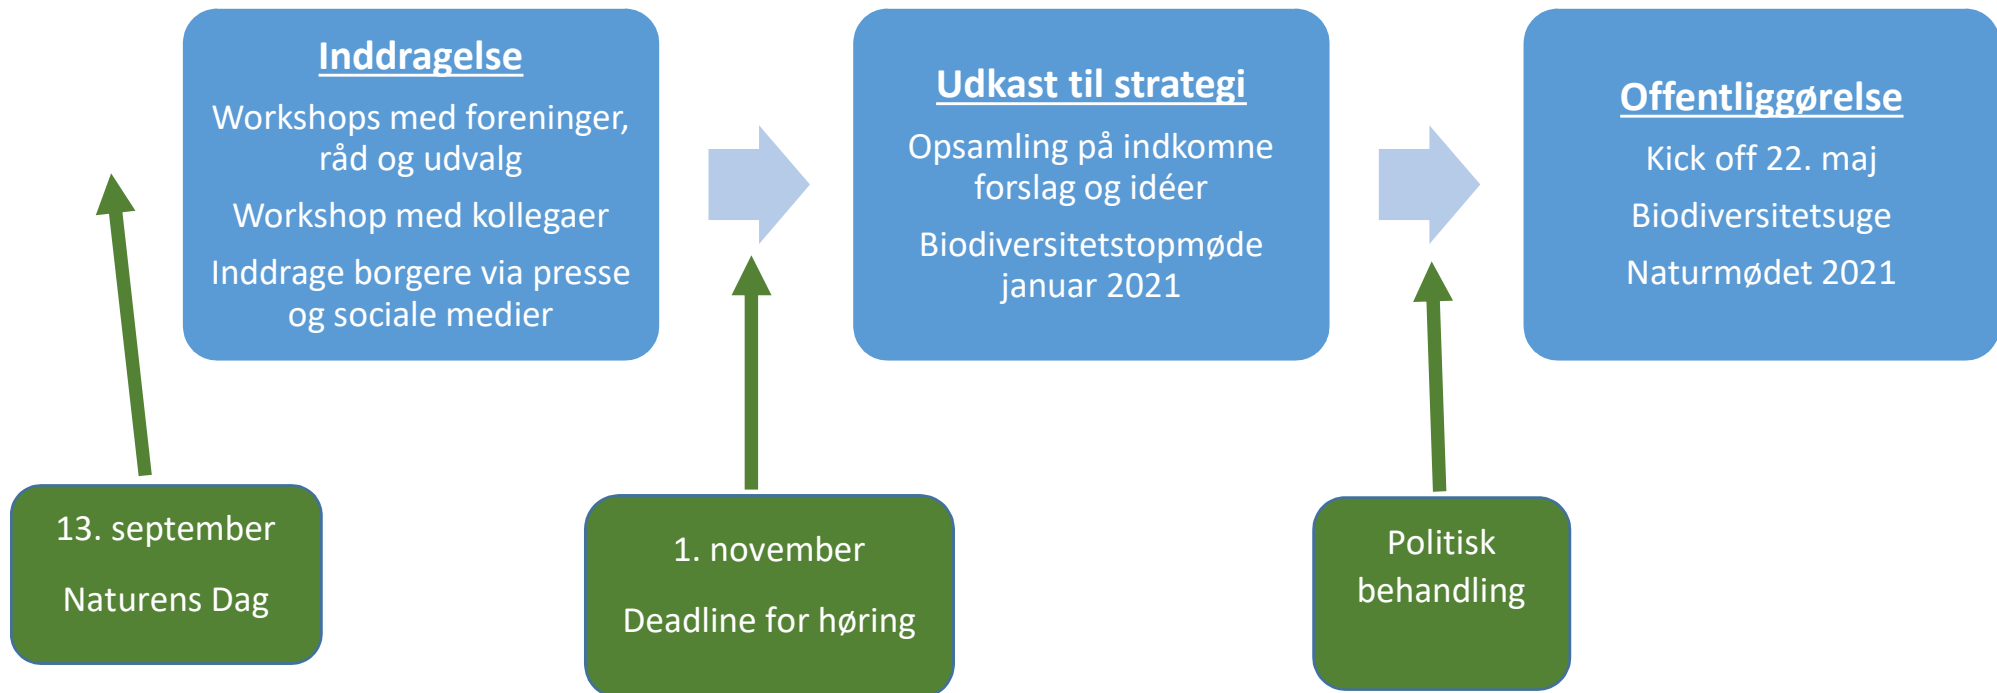 Inddragelse
Workshops med foreninger,
råd og udvalg
Workshop med kollegaer
Inddrage borgere via presse
og sociale medier
Udkast til strategi
Opsamling på indkomne
forslag og idéer
Biodiversitetstopmøde
januar 2021
Offentliggørelse
Kick off 22. maj
Biodiversitetsuge
Naturmødet 2021
13. september
Naturens Dag
1. november
Deadline for høring
Politisk
behandling